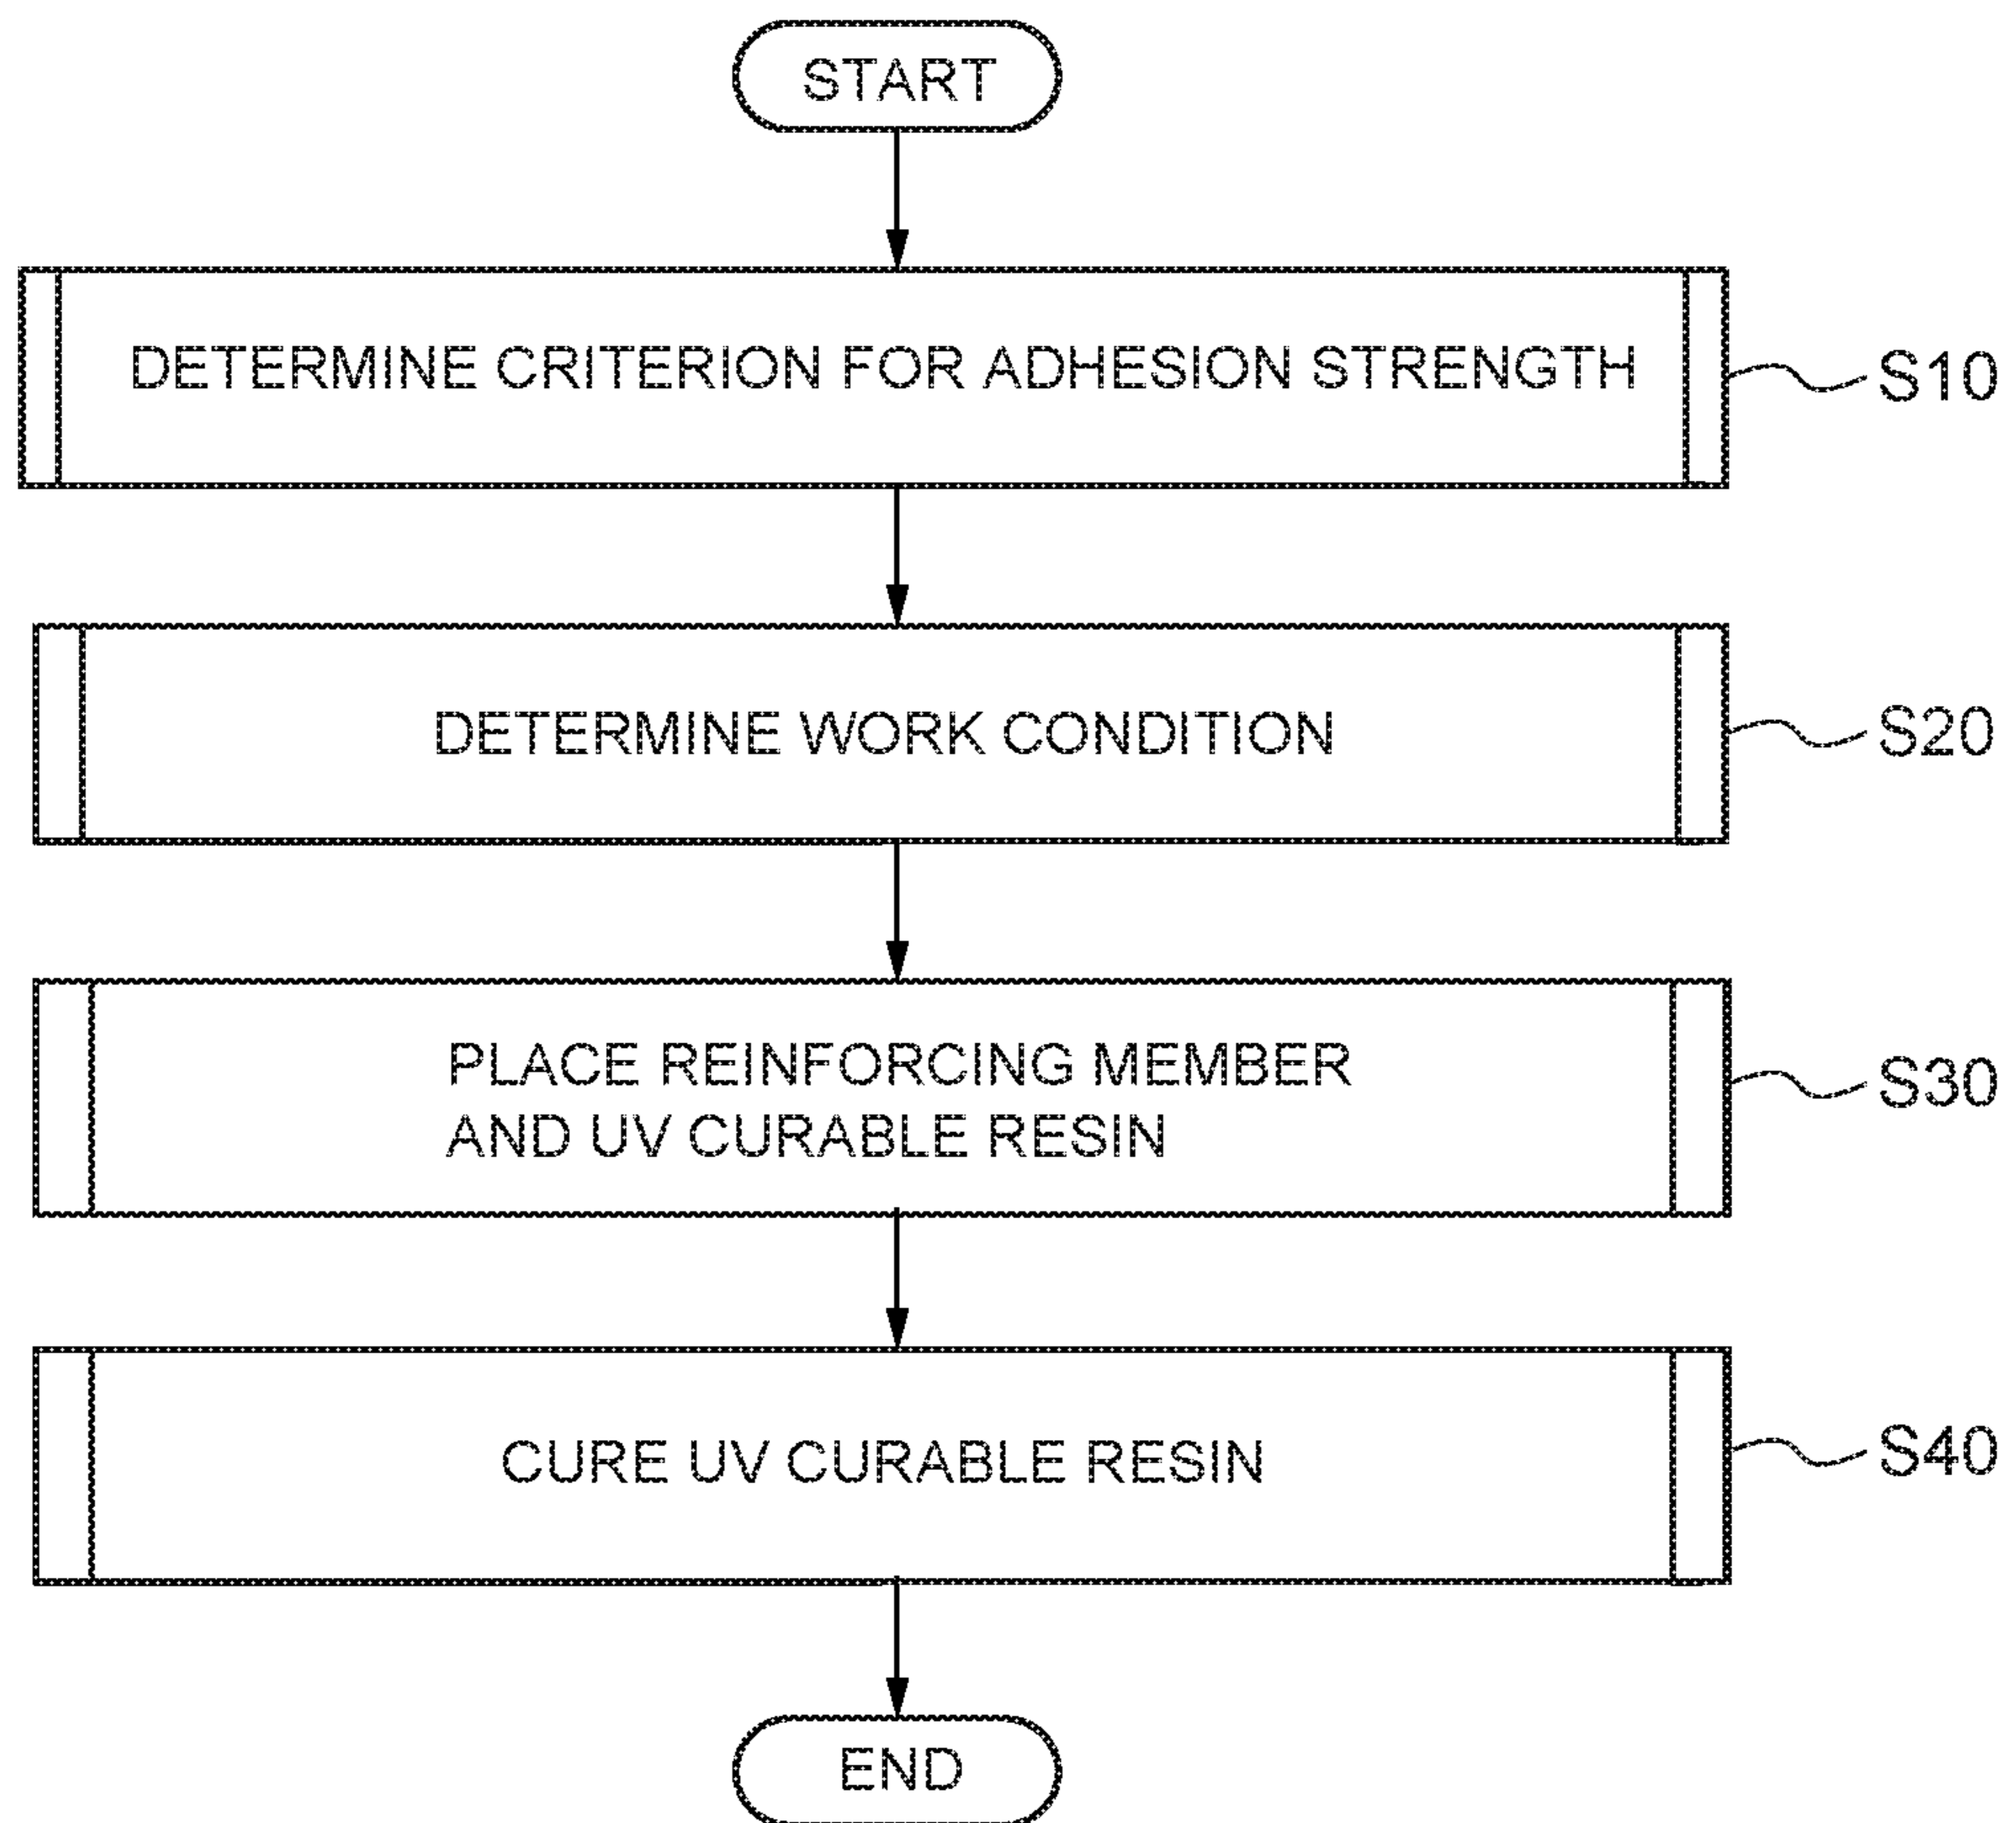 START
DETERMINE CRITERION FOR ADHESION STRENGTH
S10
DETERMINE WORK CONDITION
S20
PLACE REINFORCING MEMBER
AND UV CURABLE RESIN
S30
CURE UV CURABLE RESIN
S40
END